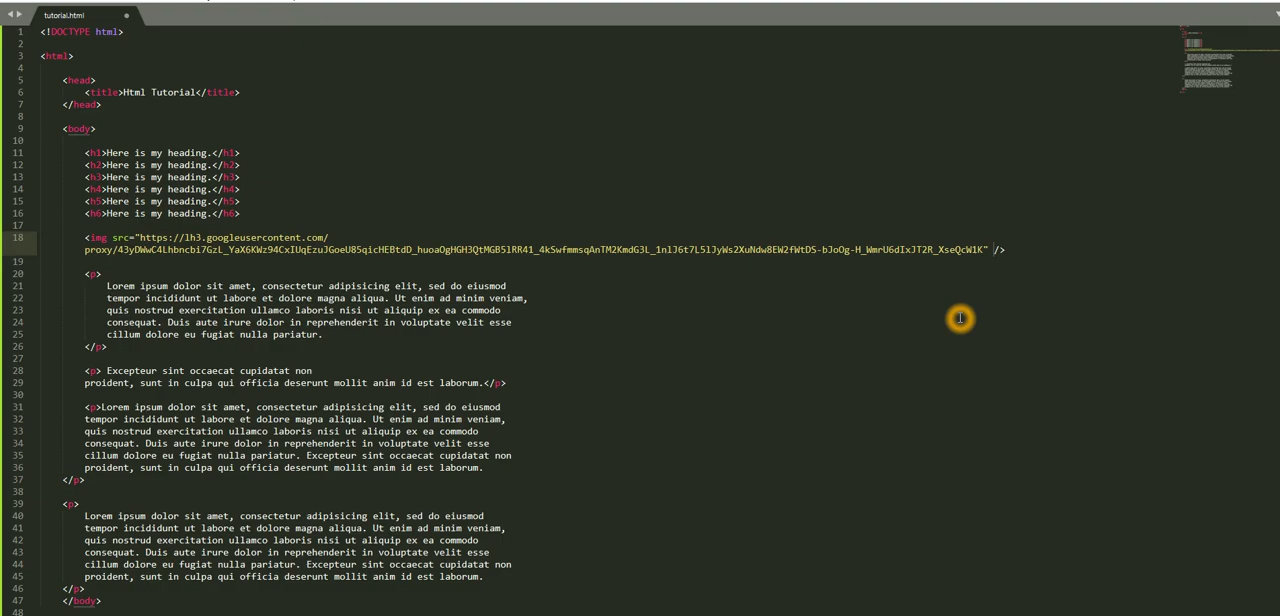 tutorial.html
1 <!DOCTYPE html>
2
3 <html>
4
5 <head>
6 <title>Html Tutorial</title>
7 </head>
8
9 <body>
10
11 <h1>Here is my heading.</h1>
12 <h2>Here is my heading.</h2>
13 <h3>Here is my heading.</h3>
14 <h4>Here is my heading.</h4>
15 <h5>Here is my heading.</h5>
16 <h6>Here is my heading.</h6>
17
18 <img src="https://lh3.googleusercontent.com/
proxy/43vDWwC4Lhbncbi7GzL_YaX6KWz94CxIUqEzuJGoeU85qicHEBtdD_huoaOgHGH3QtMGB5lRR41_4kSwfmmsqAnTM2KmdG3L_1nlJ6t7L5lJyWs2XuNdw8EW2fWtDS-bJoOg-H_WmrU6dIxJT2R_XseQcW1K" />
19
20 <p>
21 Lorem ipsum dolor sit amet, consectetur adipisicing elit, sed do eiusmod
22 tempor incididunt ut labore et dolore magna aliqua. Ut enim ad minim veniam,
23 quis nostrud exercitation ullamco laboris nisi ut aliquip ex ea commodo
24 consequat. Duis aute irure dolor in reprehenderit in voluptate velit esse
25 cillum dolore eu fugiat nulla pariatur.
26 </p>
27
28 <p> Excepteur sint occaecat cupidatat non
29 proident, sunt in culpa qui officia deserunt mollit anim id est laborum.</p>
30
31 <p>Lorem ipsum dolor sit amet, consectetur adipisicing elit, sed do eiusmod
32 tempor incididunt ut labore et dolore magna aliqua. Ut enim ad minim veniam,
33 quis nostrud exercitation ullamco laboris nisi ut aliquip ex ea commodo
34 consequat. Duis aute irure dolor in reprehenderit in voluptate velit esse
35 cillum dolore eu fugiat nulla pariatur. Excepteur sint occaecat cupidatat non
36 proident, sunt in culpa qui officia deserunt mollit anim id est laborum.
37 </p>
38
39 <p>
40 Lorem ipsum dolor sit amet, consectetur adipisicing elit, sed do eiusmod
41 tempor incididunt ut labore et dolore magna aliqua. Ut enim ad minim veniam,
42 quis nostrud exercitation ullamco laboris nisi ut aliquip ex ea commodo
43 consequat. Duis aute irure dolor in reprehenderit in voluptate velit esse
44 cillum dolore eu fugiat nulla pariatur. Excepteur sint occaecat cupidatat non
45 proident, sunt in culpa qui officia deserunt mollit anim id est laborum.
46 </p>
47 </body>
48